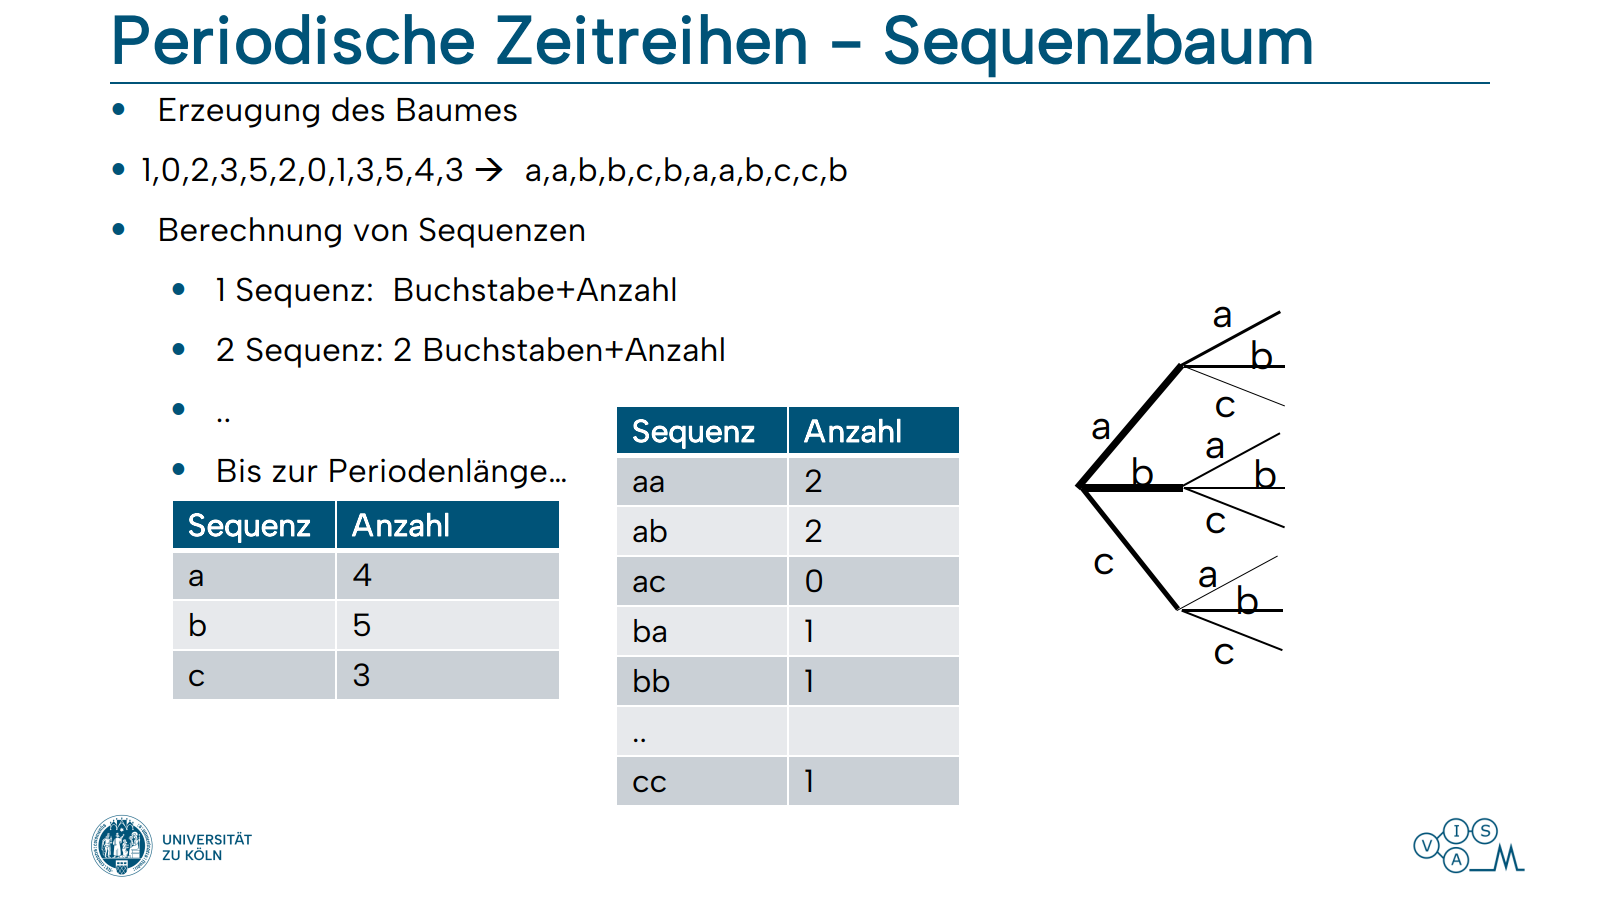 Periodische Zeitreihen – Sequenzbaum
• Erzeugung des Baumes
• 1,0,2,3,5,2,0,1,3,5,4,3 → a,a,b,b,c,b,a,a,b,c,c,b
• Berechnung von Sequenzen
• 1 Sequenz: Buchstabe+Anzahl
• 2 Sequenz: 2 Buchstaben+Anzahl
• ..
• Bis zur Periodenlänge…
Sequenz Anzahl
a 4
b 5
c 3
Sequenz Anzahl
aa 2
ab 2
ac 0
ba 1
bb 1
..
cc 1
a
b
c
a
a
b
b
c
c
a
b
c
UNIVERSITÄT
ZU KÖLN
V I S
A M